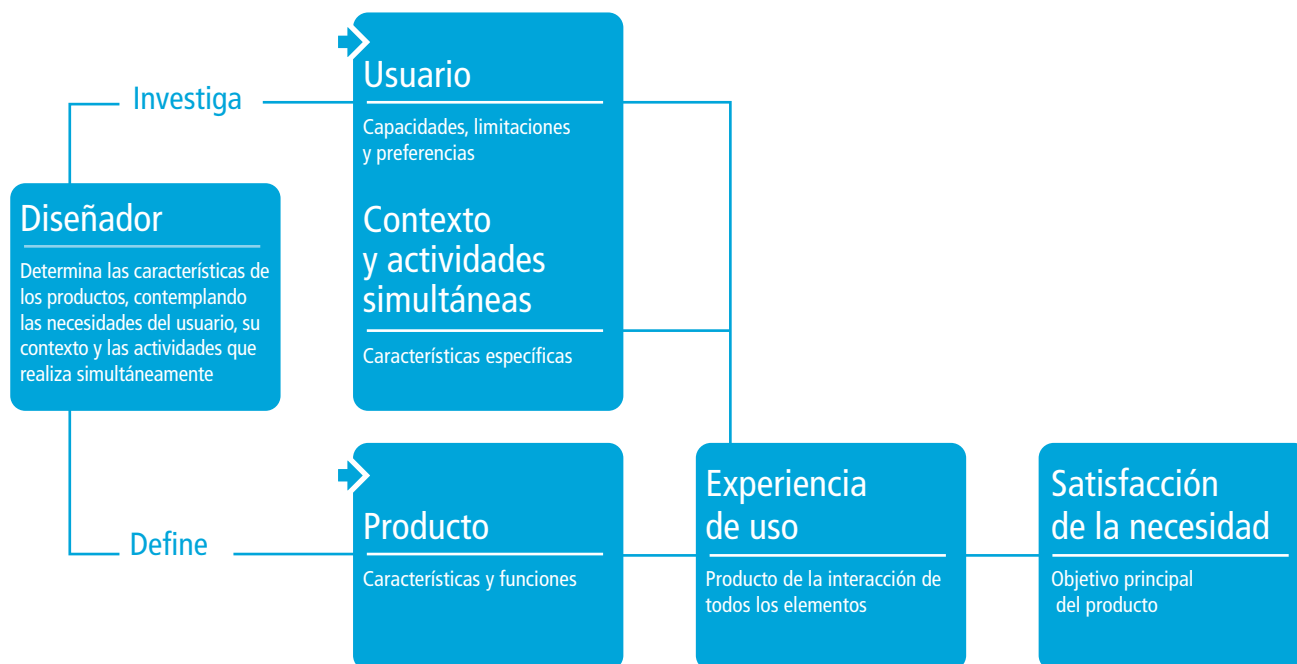 Investiga
Usuario
Capacidades, limitaciones
y preferencias
Contexto
y actividades
simultáneas
Características específicas
Diseñador
Determina las características de
los productos, contemplando
las necesidades del usuario, su
contexto y las actividades que
realiza simultáneamente
Define
Producto
Características y funciones
Experiencia
de uso
Producto de la interacción de
todos los elementos
Satisfacción
de la necesidad
Objetivo principal
del producto